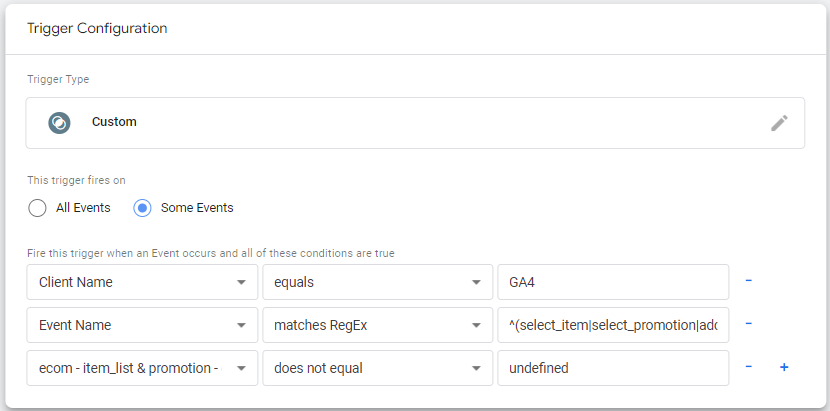 Trigger Configuration
Trigger Type
Custom
This trigger fires on
All Events Some Events
Fire this trigger when an Event occurs and all of these conditions are true
Client Name equals GA4 -
Event Name matches RegEx ^(select_item|select_promotion|add -
ecom - item_list & promotion - does not equal undefined - +